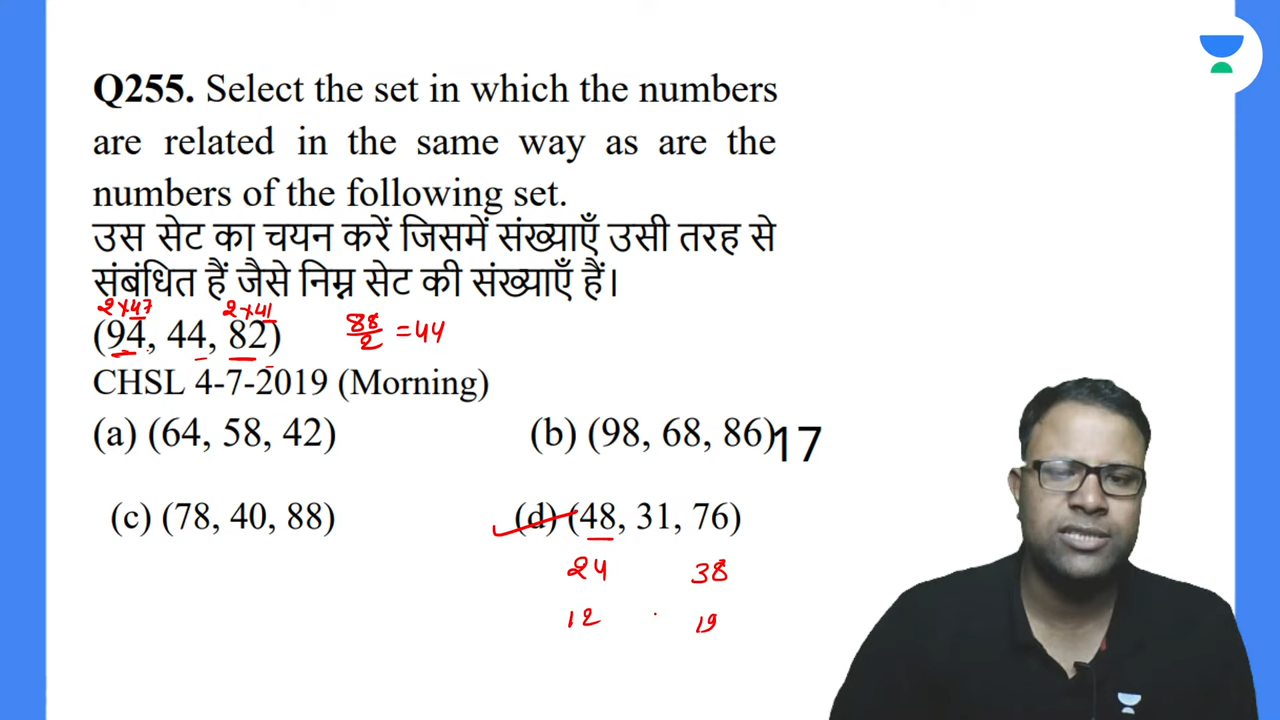 Q255. Select the set in which the numbers
are related in the same way as are the
numbers of the following set.
उस सेट का चयन करें जिसमें संख्याएँ उसी तरह से
संबंधित हैं जैसे निम्न सेट की संख्याएँ हैं।
2×47 2×41
(94, 44, 82) 88/2 = 44
CHSL 4-7-2019 (Morning)
(a) (64, 58, 42) (b) (98, 68, 86) 17
(c) (78, 40, 88) (d) (48, 31, 76)
24 38
12 19